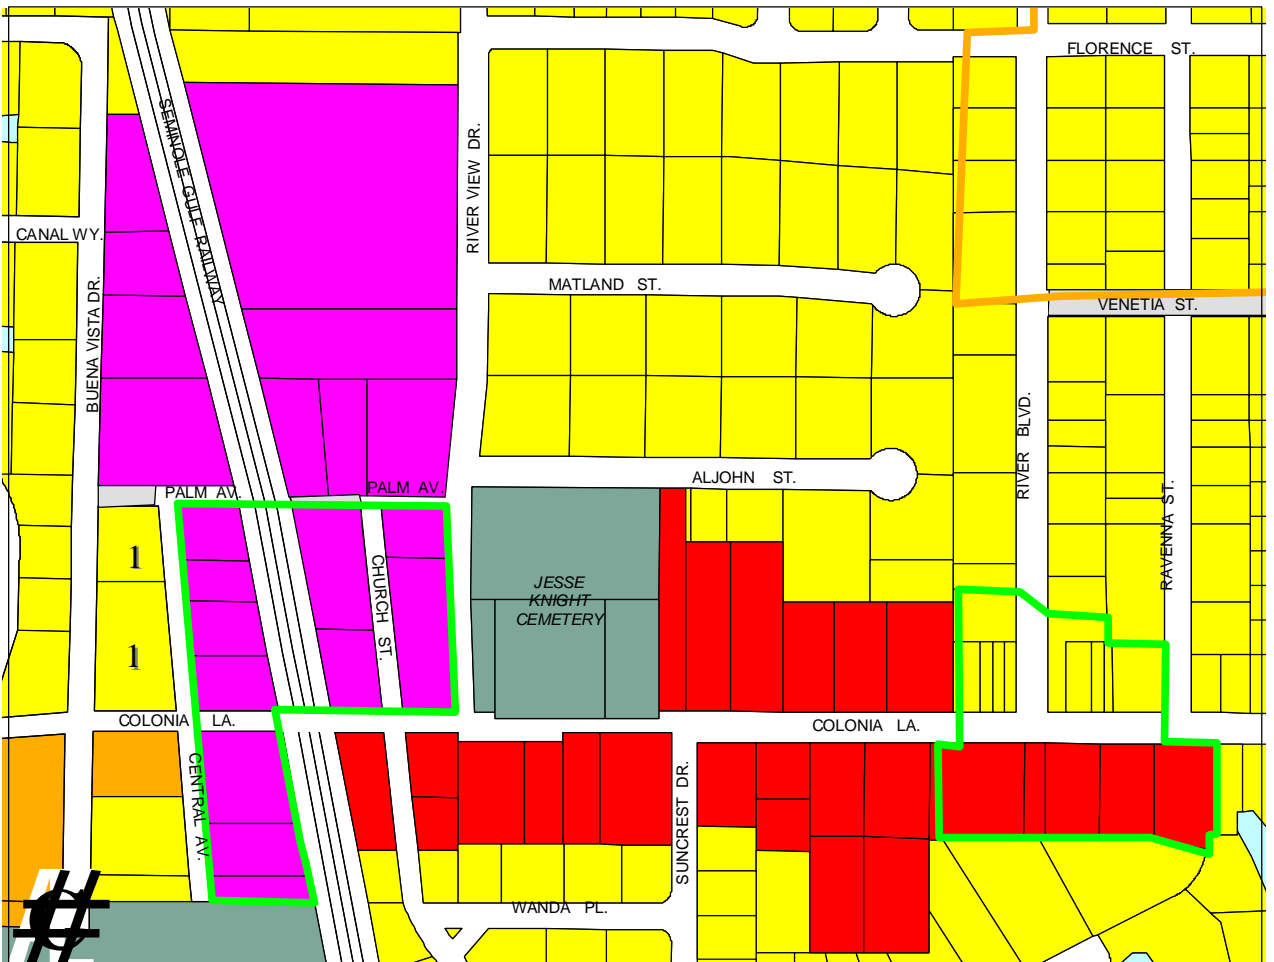 FLORENCE ST.
SEMINOLE GULF RAILWAY
RIVER VIEW DR.
CANAL WY.
MATLAND ST.
BUENA VISTA DR.
VENETIA ST.
RIVER BLVD.
ALJOHN ST.
PALM AV.
PALM AV.
RAVENNA ST.
1
CHURCH ST.
JESSE
KNIGHT
CEMETERY
1
COLONIA LA.
COLONIA LA.
CENTRAL AV.
SUNCREST DR.
WANDA PL.